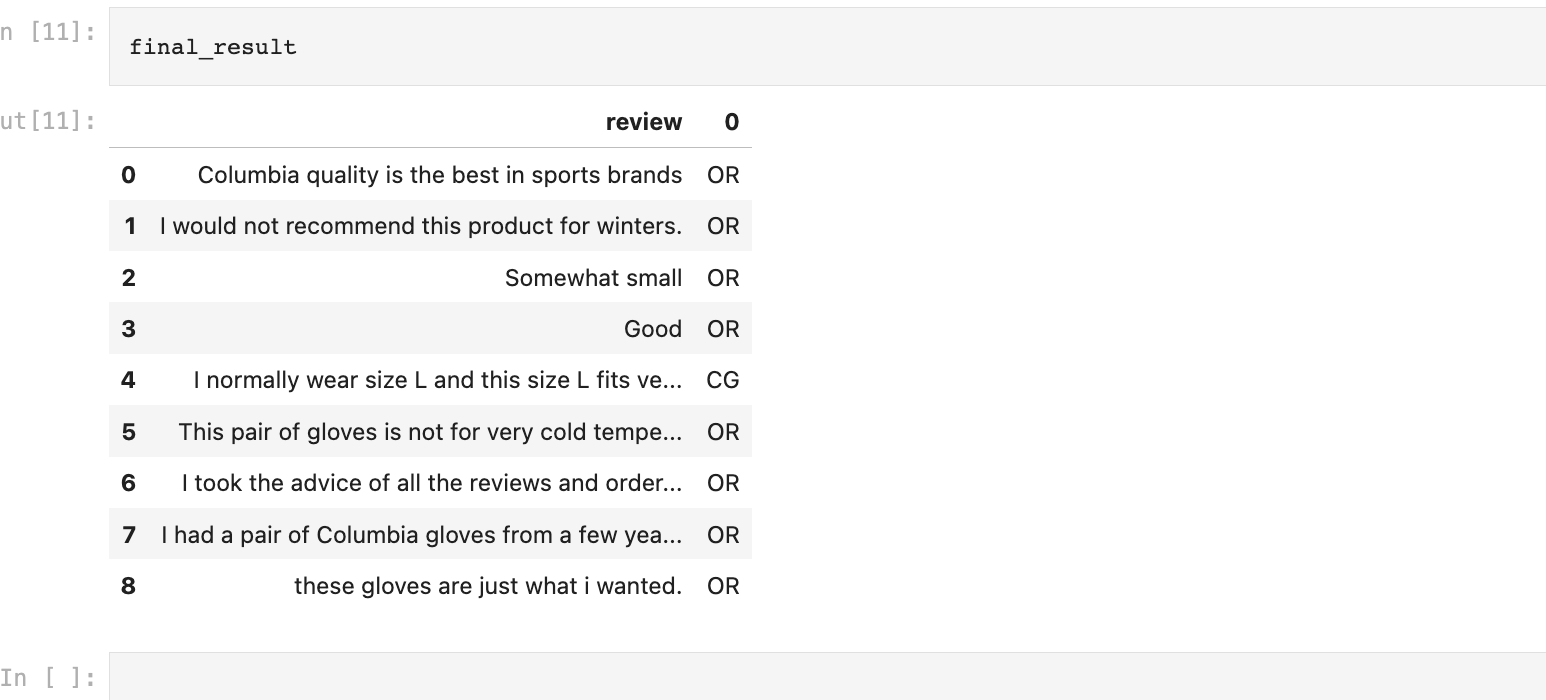 n [11]:
final_result
ut[11]:
review 0
0 Columbia quality is the best in sports brands OR
1 I would not recommend this product for winters. OR
2 Somewhat small OR
3 Good OR
4 I normally wear size L and this size L fits ve... CG
5 This pair of gloves is not for very cold tempe... OR
6 I took the advice of all the reviews and order... OR
7 I had a pair of Columbia gloves from a few yea... OR
8 these gloves are just what i wanted. OR
In [ ]: